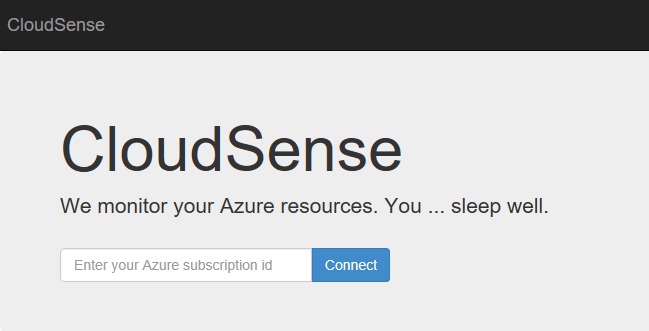 CloudSense
CloudSense
We monitor your Azure resources. You ... sleep well.
Enter your Azure subscription id Connect